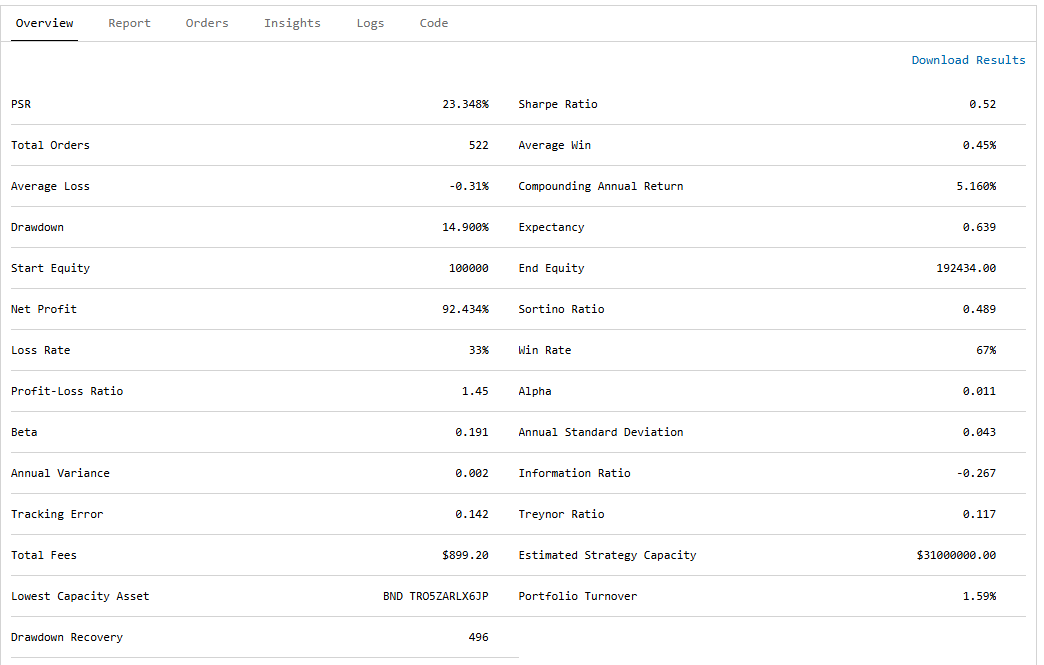 Overview Report Orders Insights Logs Code
Download Results
PSR 23.348% Sharpe Ratio 0.52
Total Orders 522 Average Win 0.45%
Average Loss -0.31% Compounding Annual Return 5.160%
Drawdown 14.900% Expectancy 0.639
Start Equity 100000 End Equity 192434.00
Net Profit 92.434% Sortino Ratio 0.489
Loss Rate 33% Win Rate 67%
Profit-Loss Ratio 1.45 Alpha 0.011
Beta 0.191 Annual Standard Deviation 0.043
Annual Variance 0.002 Information Ratio -0.267
Tracking Error 0.142 Treynor Ratio 0.117
Total Fees $899.20 Estimated Strategy Capacity $31000000.00
Lowest Capacity Asset BND TRO5ZARLX6JP Portfolio Turnover 1.59%
Drawdown Recovery 496